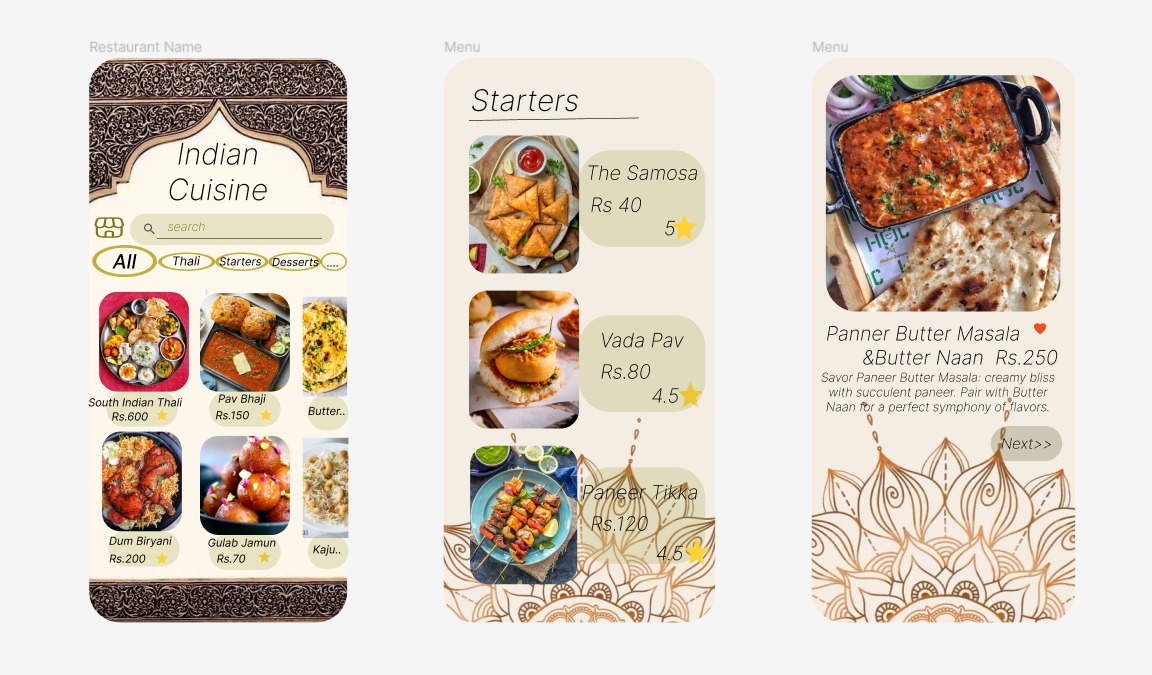 Restaurant Name
Indian
Cuisine
search
All
Thali
Starters
Desserts
....
South Indian Thali
Rs.600
Pav Bhaji
Rs.150
Butter..
Dum Biryani
Rs.200
Gulab Jamun
Rs.70
Kaju..
Menu
Starters
The Samosa
Rs 40
5
Vada Pav
Rs.80
4.5
Paneer Tikka
Rs.120
4.5
Menu
Panner Butter Masala
&Butter Naan Rs.250
Savor Paneer Butter Masala: creamy bliss
with succulent paneer. Pair with Butter
Naan for a perfect symphony of flavors.
Next>>